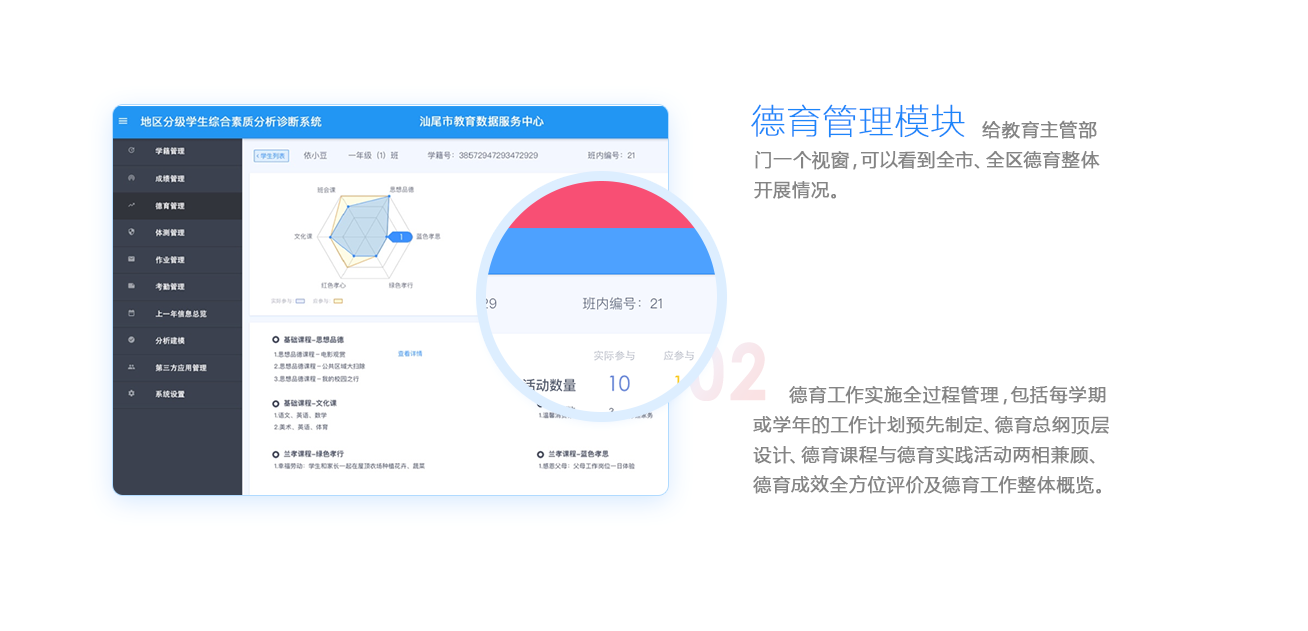 地区分级学生综合素质分析诊断系统
汕尾市教育数据服务中心
学籍管理
成绩管理
德育管理
体测管理
作业管理
考勤管理
上一年信息总览
分析建模
第三方应用管理
系统设置
<学生列表 依小豆 一年级（1）班 学籍号：38572947293472929 班内编号：21
班会课
思想品德
文化课
1
蓝色孝思
红色孝心
绿色孝行
实际参与：
应参与：
基础课程-思想品德
1.思想品德课程-电影观赏
查看详情
2.思想品德课程-公共区域大扫除
3.思想品德课程-我的校园之行
基础课程-文化课
1.语文、英语、数学
2.美术、英语、体育
兰孝课程-绿色孝行
1.幸福劳动：学生和家长一起在屋顶农场种植花卉、蔬菜
兰孝课程-蓝色孝思
1.感恩父母：父母工作岗位一日体验
29 班内编号：21
实际参与 应参与
活动数量 10 1
02
德育管理模块 给教育主管部
门一个视窗,可以看到全市、全区德育整体
开展情况。
德育工作实施全过程管理,包括每学期
或学年的工作计划预先制定、德育总纲顶层
设计、德育课程与德育实践活动两相兼顾、
德育成效全方位评价及德育工作整体概览。